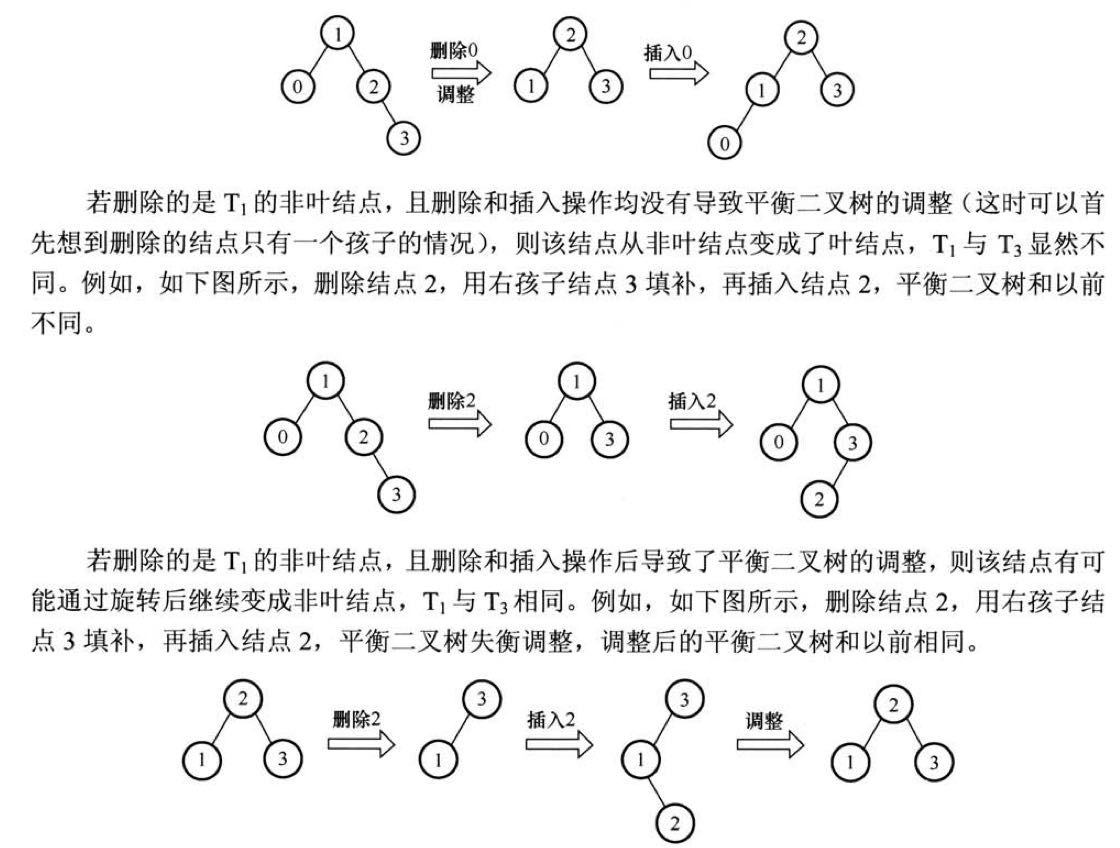 1 删除0 2 插入0 2
0 2 调整 1 3 1 3
3 0
若删除的是 T₁ 的非叶结点，且删除和插入操作均没有导致平衡二叉树的调整（这时可以首
先想到删除的结点只有一个孩子的情况），则该结点从非叶结点变成了叶结点，T₁ 与 T₃ 显然不
同。例如，如下图所示，删除结点 2，用右孩子结点 3 填补，再插入结点 2，平衡二叉树和以前
不同。
1 删除2 1 插入2 1
0 2 0 3 0 3
3 2
若删除的是 T₁ 的非叶结点，且删除和插入操作后导致了平衡二叉树的调整，则该结点有可
能通过旋转后继续变成非叶结点，T₁ 与 T₃ 相同。例如，如下图所示，删除结点 2，用右孩子结
点 3 填补，再插入结点 2，平衡二叉树失衡调整，调整后的平衡二叉树和以前相同。
2 删除2 3 插入2 3 调整 2
1 3 1 1 1 3
2